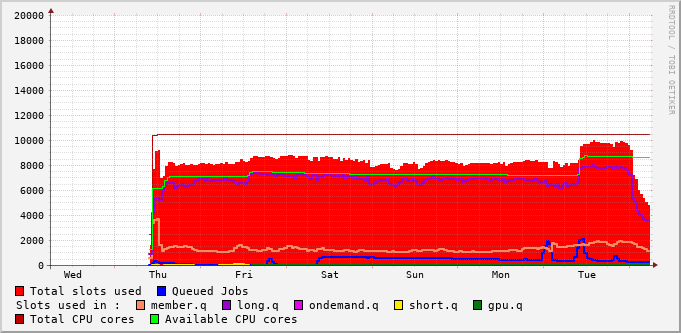 20000
18000
16000
14000
12000
10000
8000
6000
4000
2000
0
Wed Thu Fri Sat Sun Mon Tue
RRDTOOL / TOBI OETIKER
Total slots used Queued Jobs
Slots used in : member.q long.q ondemand.q short.q gpu.q
Total CPU cores Available CPU cores